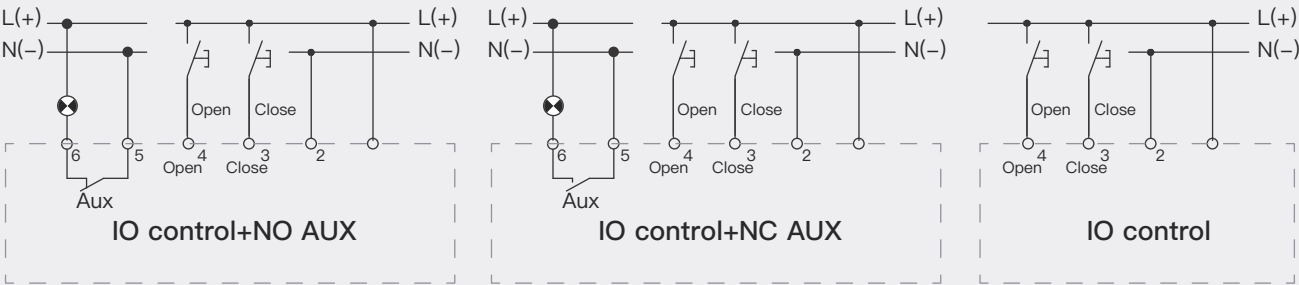 L(+) L(+) L(+) L(+) L(+)
N(−) N(−) N(−) N(−) N(−)
Open Close Open Close Open Close
6 5 4 3 2 6 5 4 3 2 4 3 2
Open Close Open Close Open Close
Aux Aux
IO control+NO AUX IO control+NC AUX IO control